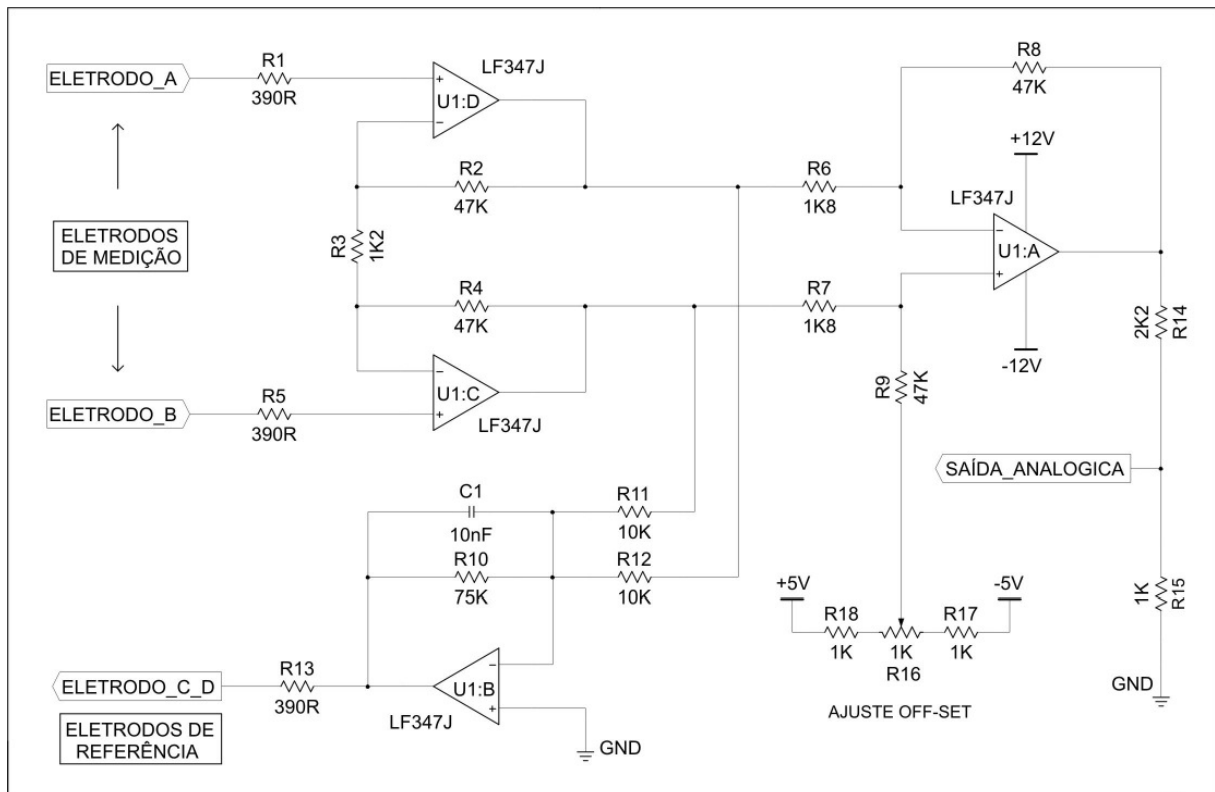 ELETRODO_A
R1
390R
+
U1:D
−
LF347J
R2
47K
R3
1K2
R4
47K
−
U1:C
+
LF347J
ELETRODOS
DE MEDIÇÃO
ELETRODO_B
R5
390R
R6
1K8
R7
1K8
R8
47K
+12V
LF347J
−
U1:A
+
-12V
R9
47K
2K2
R14
SAÍDA_ANALOGICA
1K
R15
GND
C1
10nF
R10
75K
R11
10K
R12
10K
−
U1:B
+
LF347J
GND
R13
390R
ELETRODO_C_D
ELETRODOS DE
REFERÊNCIA
+5V
-5V
R18
1K
1K
R16
R17
1K
AJUSTE OFF-SET